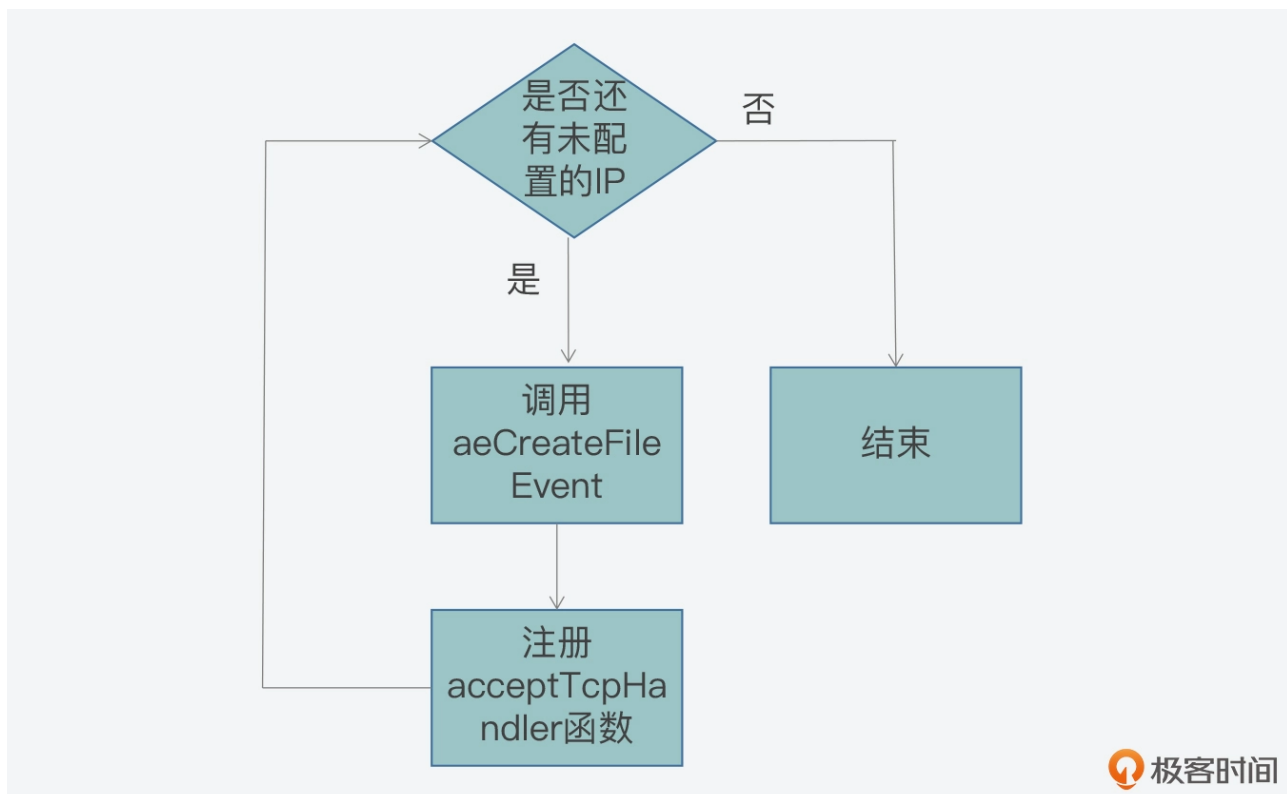 是否还
有未配
置的IP
否
是
调用
aeCreateFile
Event
结束
注册
acceptTcpHa
ndler函数
极客时间